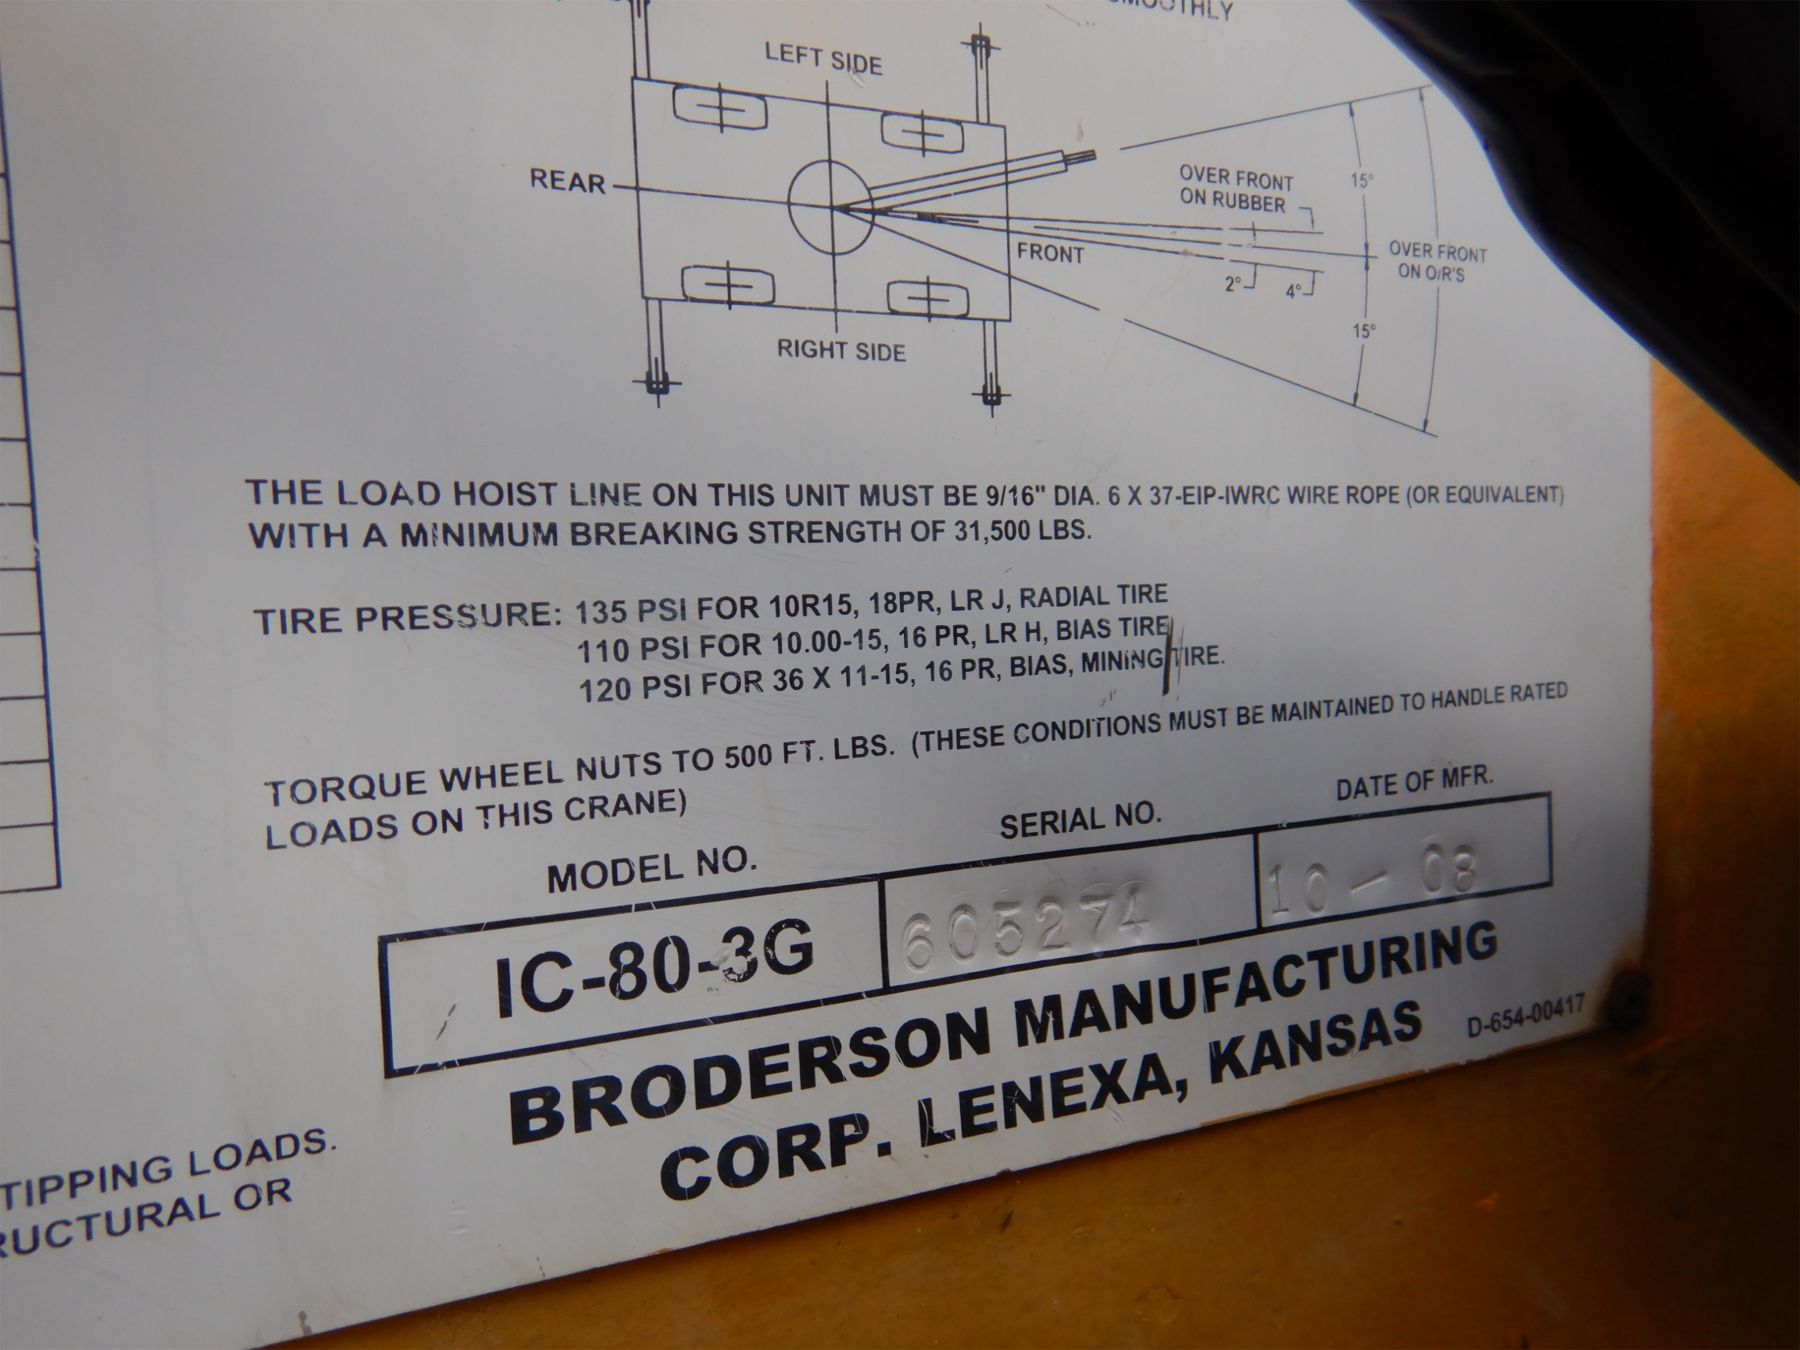 SMOOTHLY
LEFT SIDE
REAR
OVER FRONT
ON RUBBER
15°
FRONT
OVER FRONT
ON O/R'S
2°
4°
15°
RIGHT SIDE
THE LOAD HOIST LINE ON THIS UNIT MUST BE 9/16" DIA. 6 X 37-EIP-IWRC WIRE ROPE (OR EQUIVALENT)
WITH A MINIMUM BREAKING STRENGTH OF 31,500 LBS.
TIRE PRESSURE: 135 PSI FOR 10R15, 18PR, LR J, RADIAL TIRE
110 PSI FOR 10.00-15, 16 PR, LR H, BIAS TIRE
120 PSI FOR 36 X 11-15, 16 PR, BIAS, MINING TIRE.
TORQUE WHEEL NUTS TO 500 FT. LBS. (THESE CONDITIONS MUST BE MAINTAINED TO HANDLE RATED
LOADS ON THIS CRANE)
MODEL NO. SERIAL NO. DATE OF MFR.
IC-80-3G 605274 10-08
BRODERSON MANUFACTURING
CORP. LENEXA, KANSAS
D-654-00417
TIPPING LOADS.
RUCTURAL OR